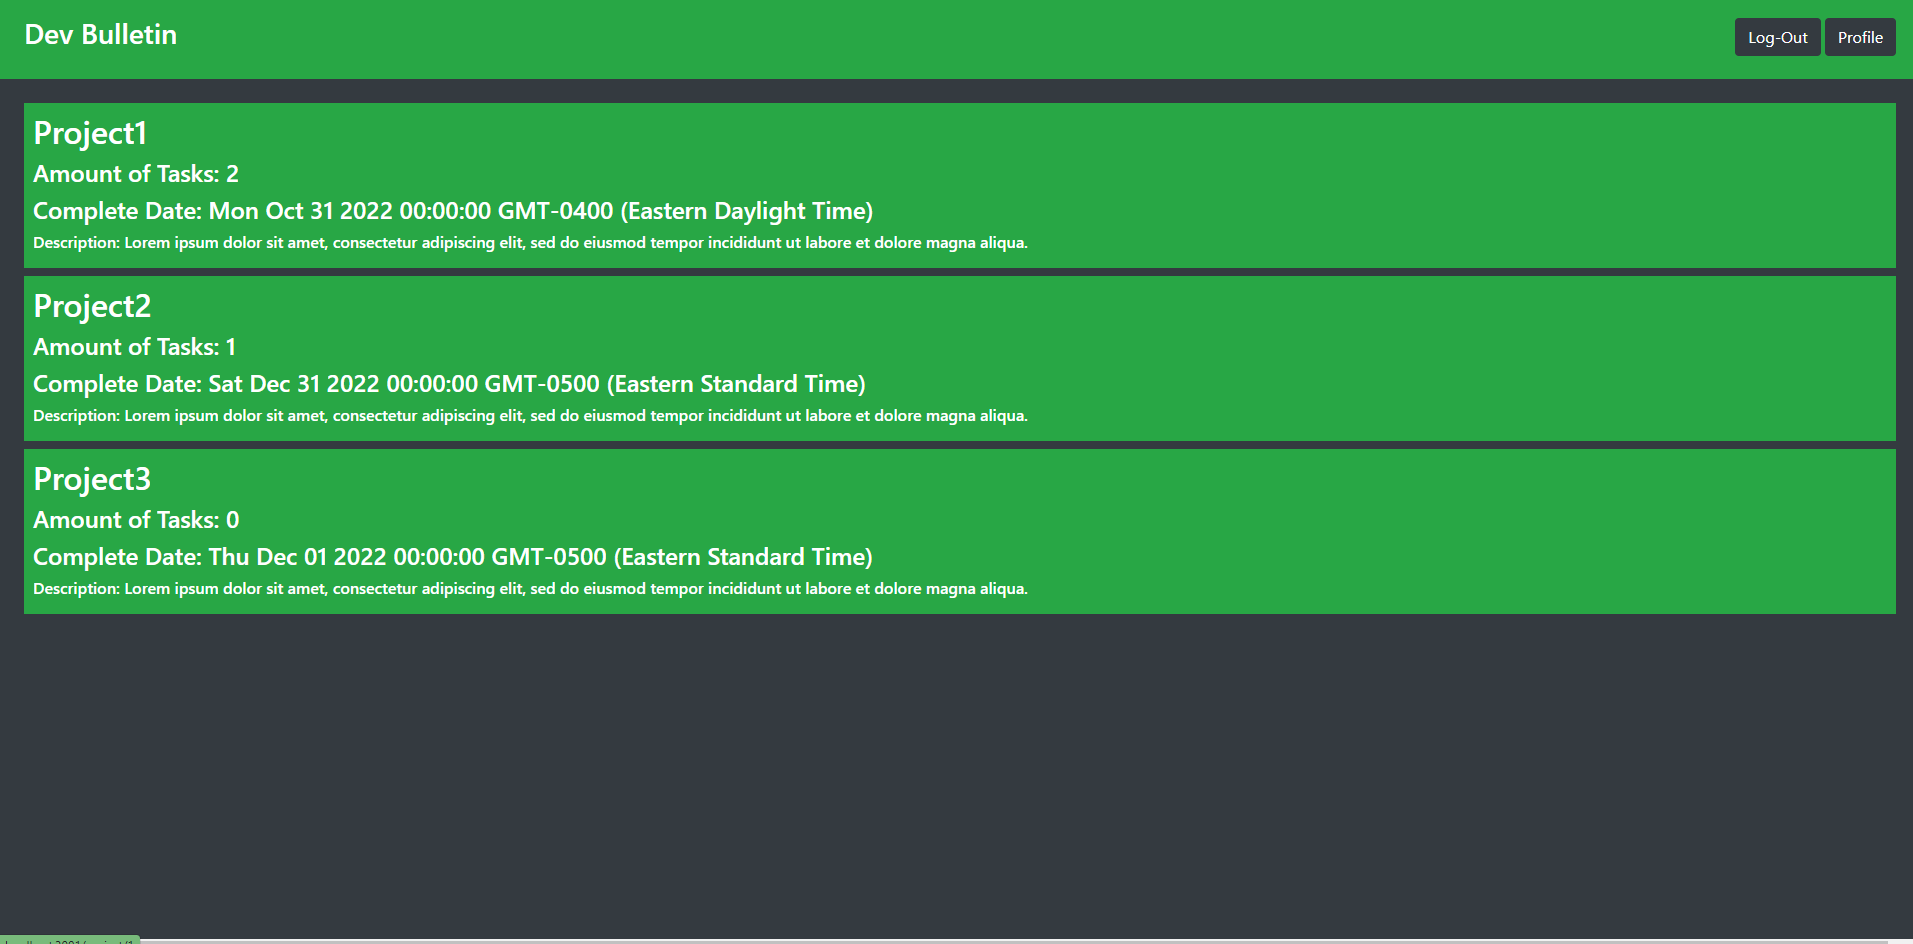 Dev Bulletin
Log-Out Profile
Project1
Amount of Tasks: 2
Complete Date: Mon Oct 31 2022 00:00:00 GMT-0400 (Eastern Daylight Time)
Description: Lorem ipsum dolor sit amet, consectetur adipiscing elit, sed do eiusmod tempor incididunt ut labore et dolore magna aliqua.
Project2
Amount of Tasks: 1
Complete Date: Sat Dec 31 2022 00:00:00 GMT-0500 (Eastern Standard Time)
Description: Lorem ipsum dolor sit amet, consectetur adipiscing elit, sed do eiusmod tempor incididunt ut labore et dolore magna aliqua.
Project3
Amount of Tasks: 0
Complete Date: Thu Dec 01 2022 00:00:00 GMT-0500 (Eastern Standard Time)
Description: Lorem ipsum dolor sit amet, consectetur adipiscing elit, sed do eiusmod tempor incididunt ut labore et dolore magna aliqua.